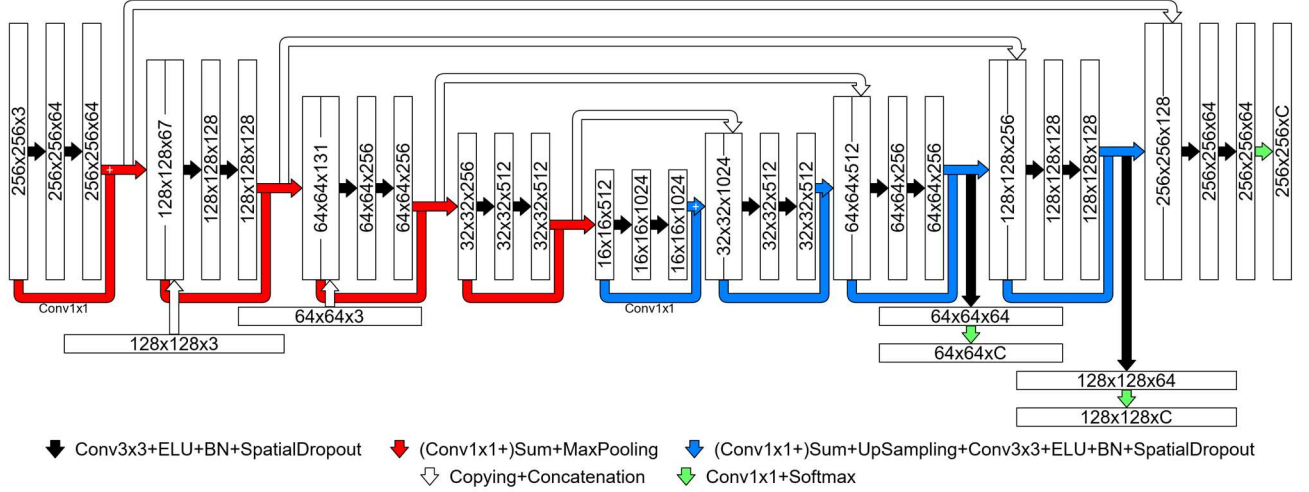 256x256x3
256x256x64
256x256x64
+
Conv1x1
128x128x67
128x128x128
128x128x128
128x128x3
64x64x131
64x64x256
64x64x256
64x64x3
32x32x256
32x32x512
32x32x512
16x16x512
16x16x1024
16x16x1024
+
Conv1x1
32x32x1024
32x32x512
32x32x512
64x64x512
64x64x256
64x64x256
64x64x64
64x64xC
128x128x256
128x128x128
128x128x128
128x128x64
128x128xC
256x256x128
256x256x64
256x256x64
256x256xC
Conv3x3+ELU+BN+SpatialDropout
(Conv1x1+)Sum+MaxPooling
(Conv1x1+)Sum+UpSampling+Conv3x3+ELU+BN+SpatialDropout
Copying+Concatenation
Conv1x1+Softmax